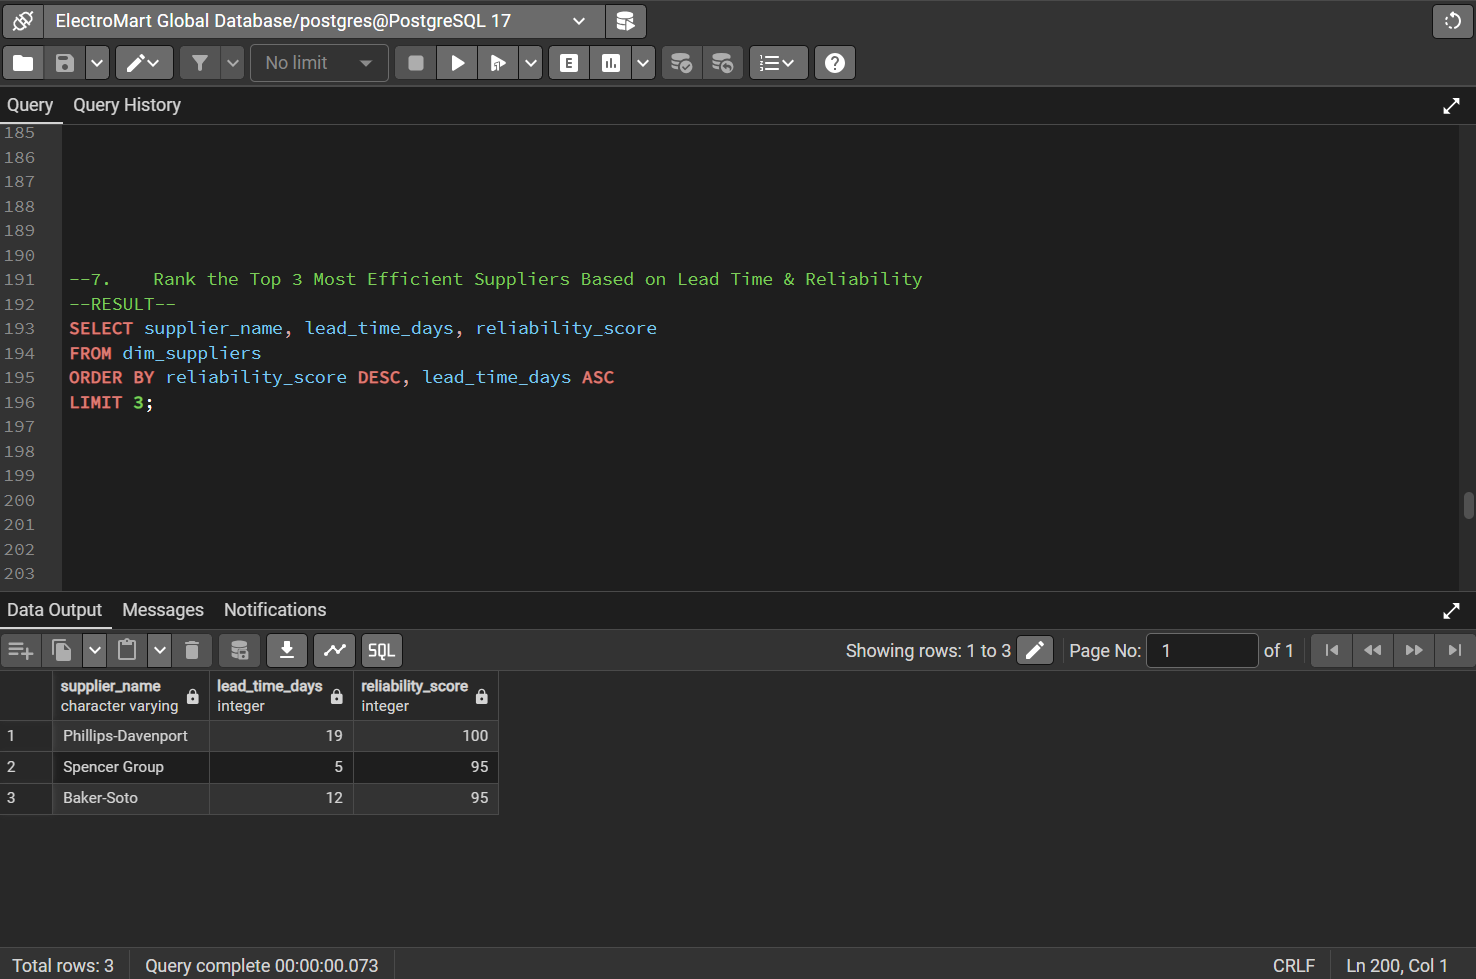 ElectroMart Global Database/postgres@PostgreSQL 17
No limit
E
Query Query History
185
186
187
188
189
190
191 --7. Rank the Top 3 Most Efficient Suppliers Based on Lead Time & Reliability
192 --RESULT--
193 SELECT supplier_name, lead_time_days, reliability_score
194 FROM dim_suppliers
195 ORDER BY reliability_score DESC, lead_time_days ASC
196 LIMIT 3;
197
198
199
200
201
202
203
Data Output Messages Notifications
SQL Showing rows: 1 to 3 Page No: 1 of 1
supplier_name lead_time_days reliability_score
character varying integer integer
1 Phillips-Davenport 19 100
2 Spencer Group 5 95
3 Baker-Soto 12 95
Total rows: 3 Query complete 00:00:00.073 CRLF Ln 200, Col 1